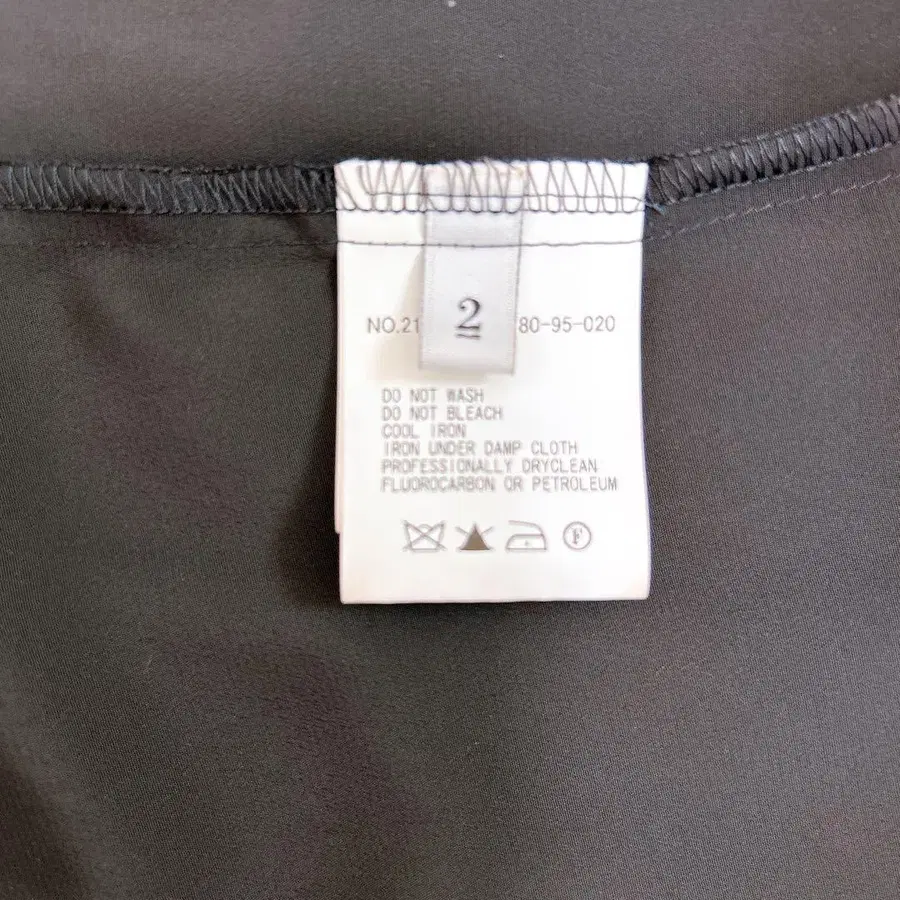 2
NO.21 80-95-020
DO NOT WASH
DO NOT BLEACH
COOL IRON
IRON UNDER DAMP CLOTH
PROFESSIONALLY DRYCLEAN
FLUOROCARBON OR PETROLEUM
F